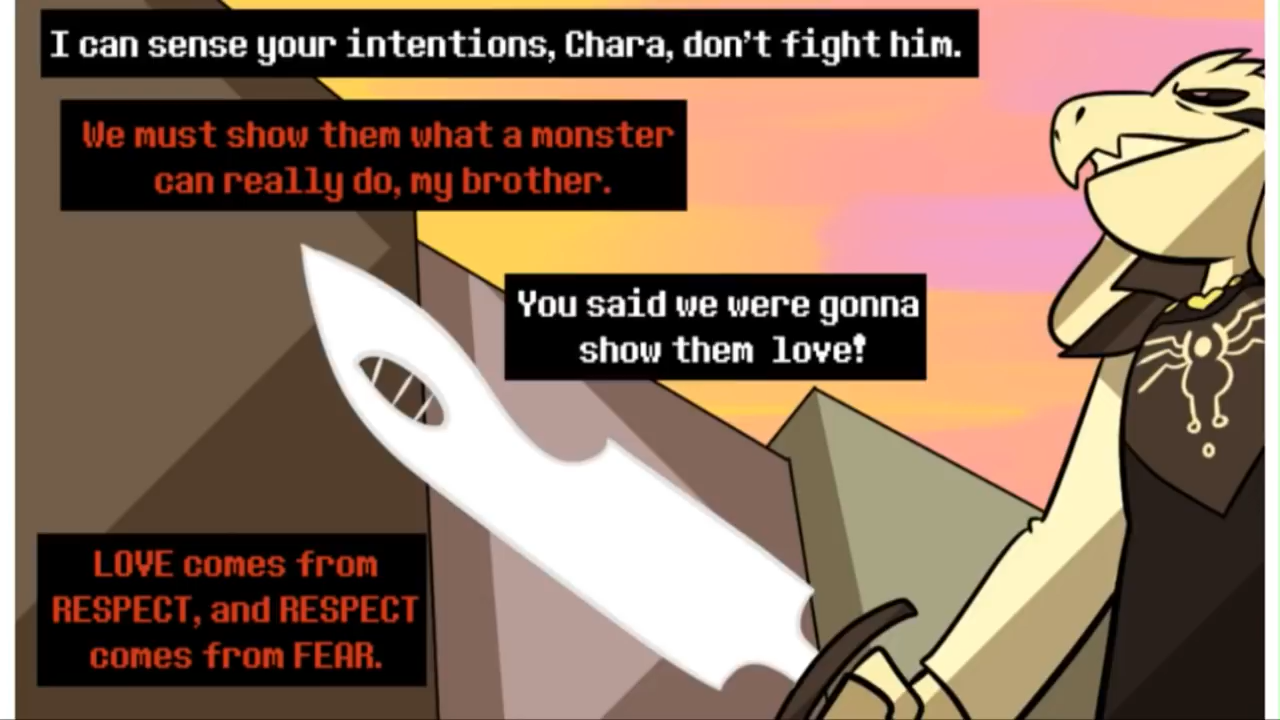 I can sense your intentions, Chara, don't fight him.
We must show them what a monster
can really do, my brother.
You said we were gonna
show them love!
LOVE comes from
RESPECT, and RESPECT
comes from FEAR.